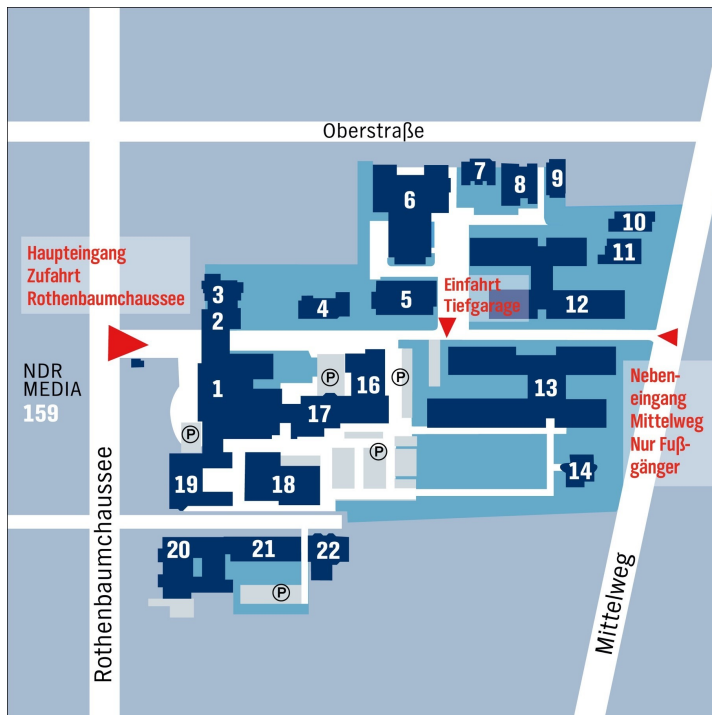 Oberstraße
7
8
9
6
10
11
Haupteingang
Zufahrt
Rothenbaumchaussee
3
2
4
5
Einfahrt
Tiefgarage
12
NDR
MEDIA
159
1
P
16
P
13
17
Neben-
eingang
Mittelweg
Nur Fuß-
gänger
P
P
19
18
14
20
21
22
P
Rothenbaumchaussee
Mittelweg